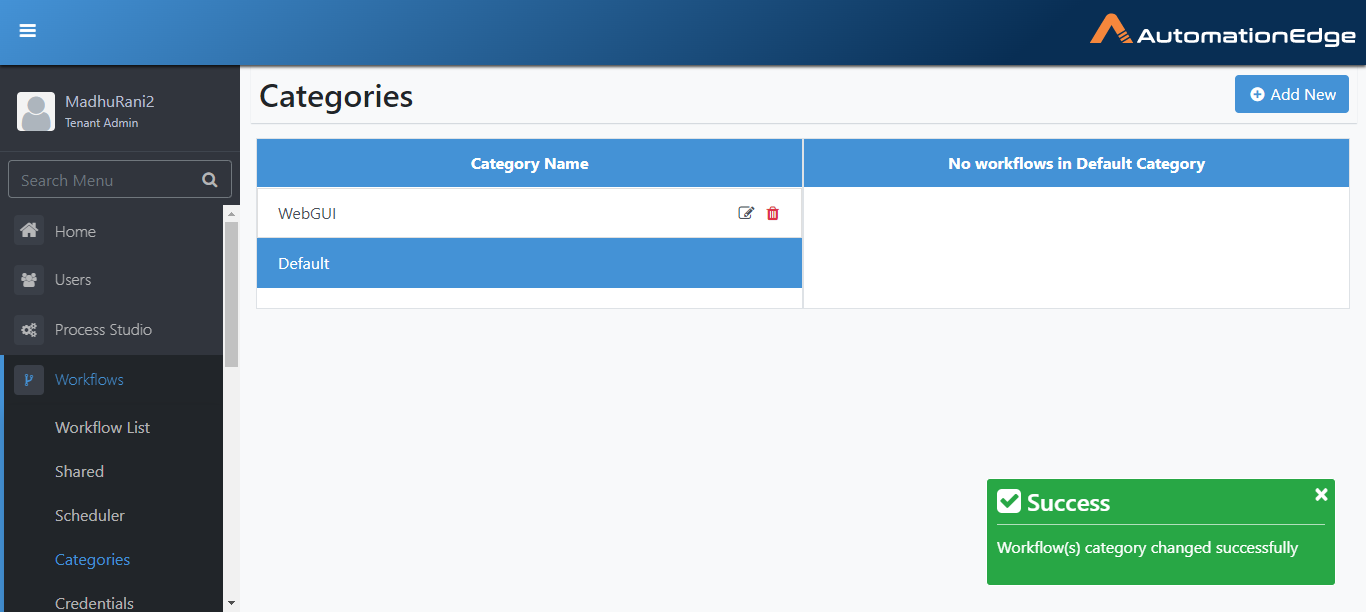 AutomationEdge
MadhuRani2
Tenant Admin
Search Menu
Home
Users
Process Studio
Workflows
Workflow List
Shared
Scheduler
Categories
Credentials
Categories
Add New
Category Name
No workflows in Default Category
WebGUI
Default
Success
Workflow(s) category changed successfully